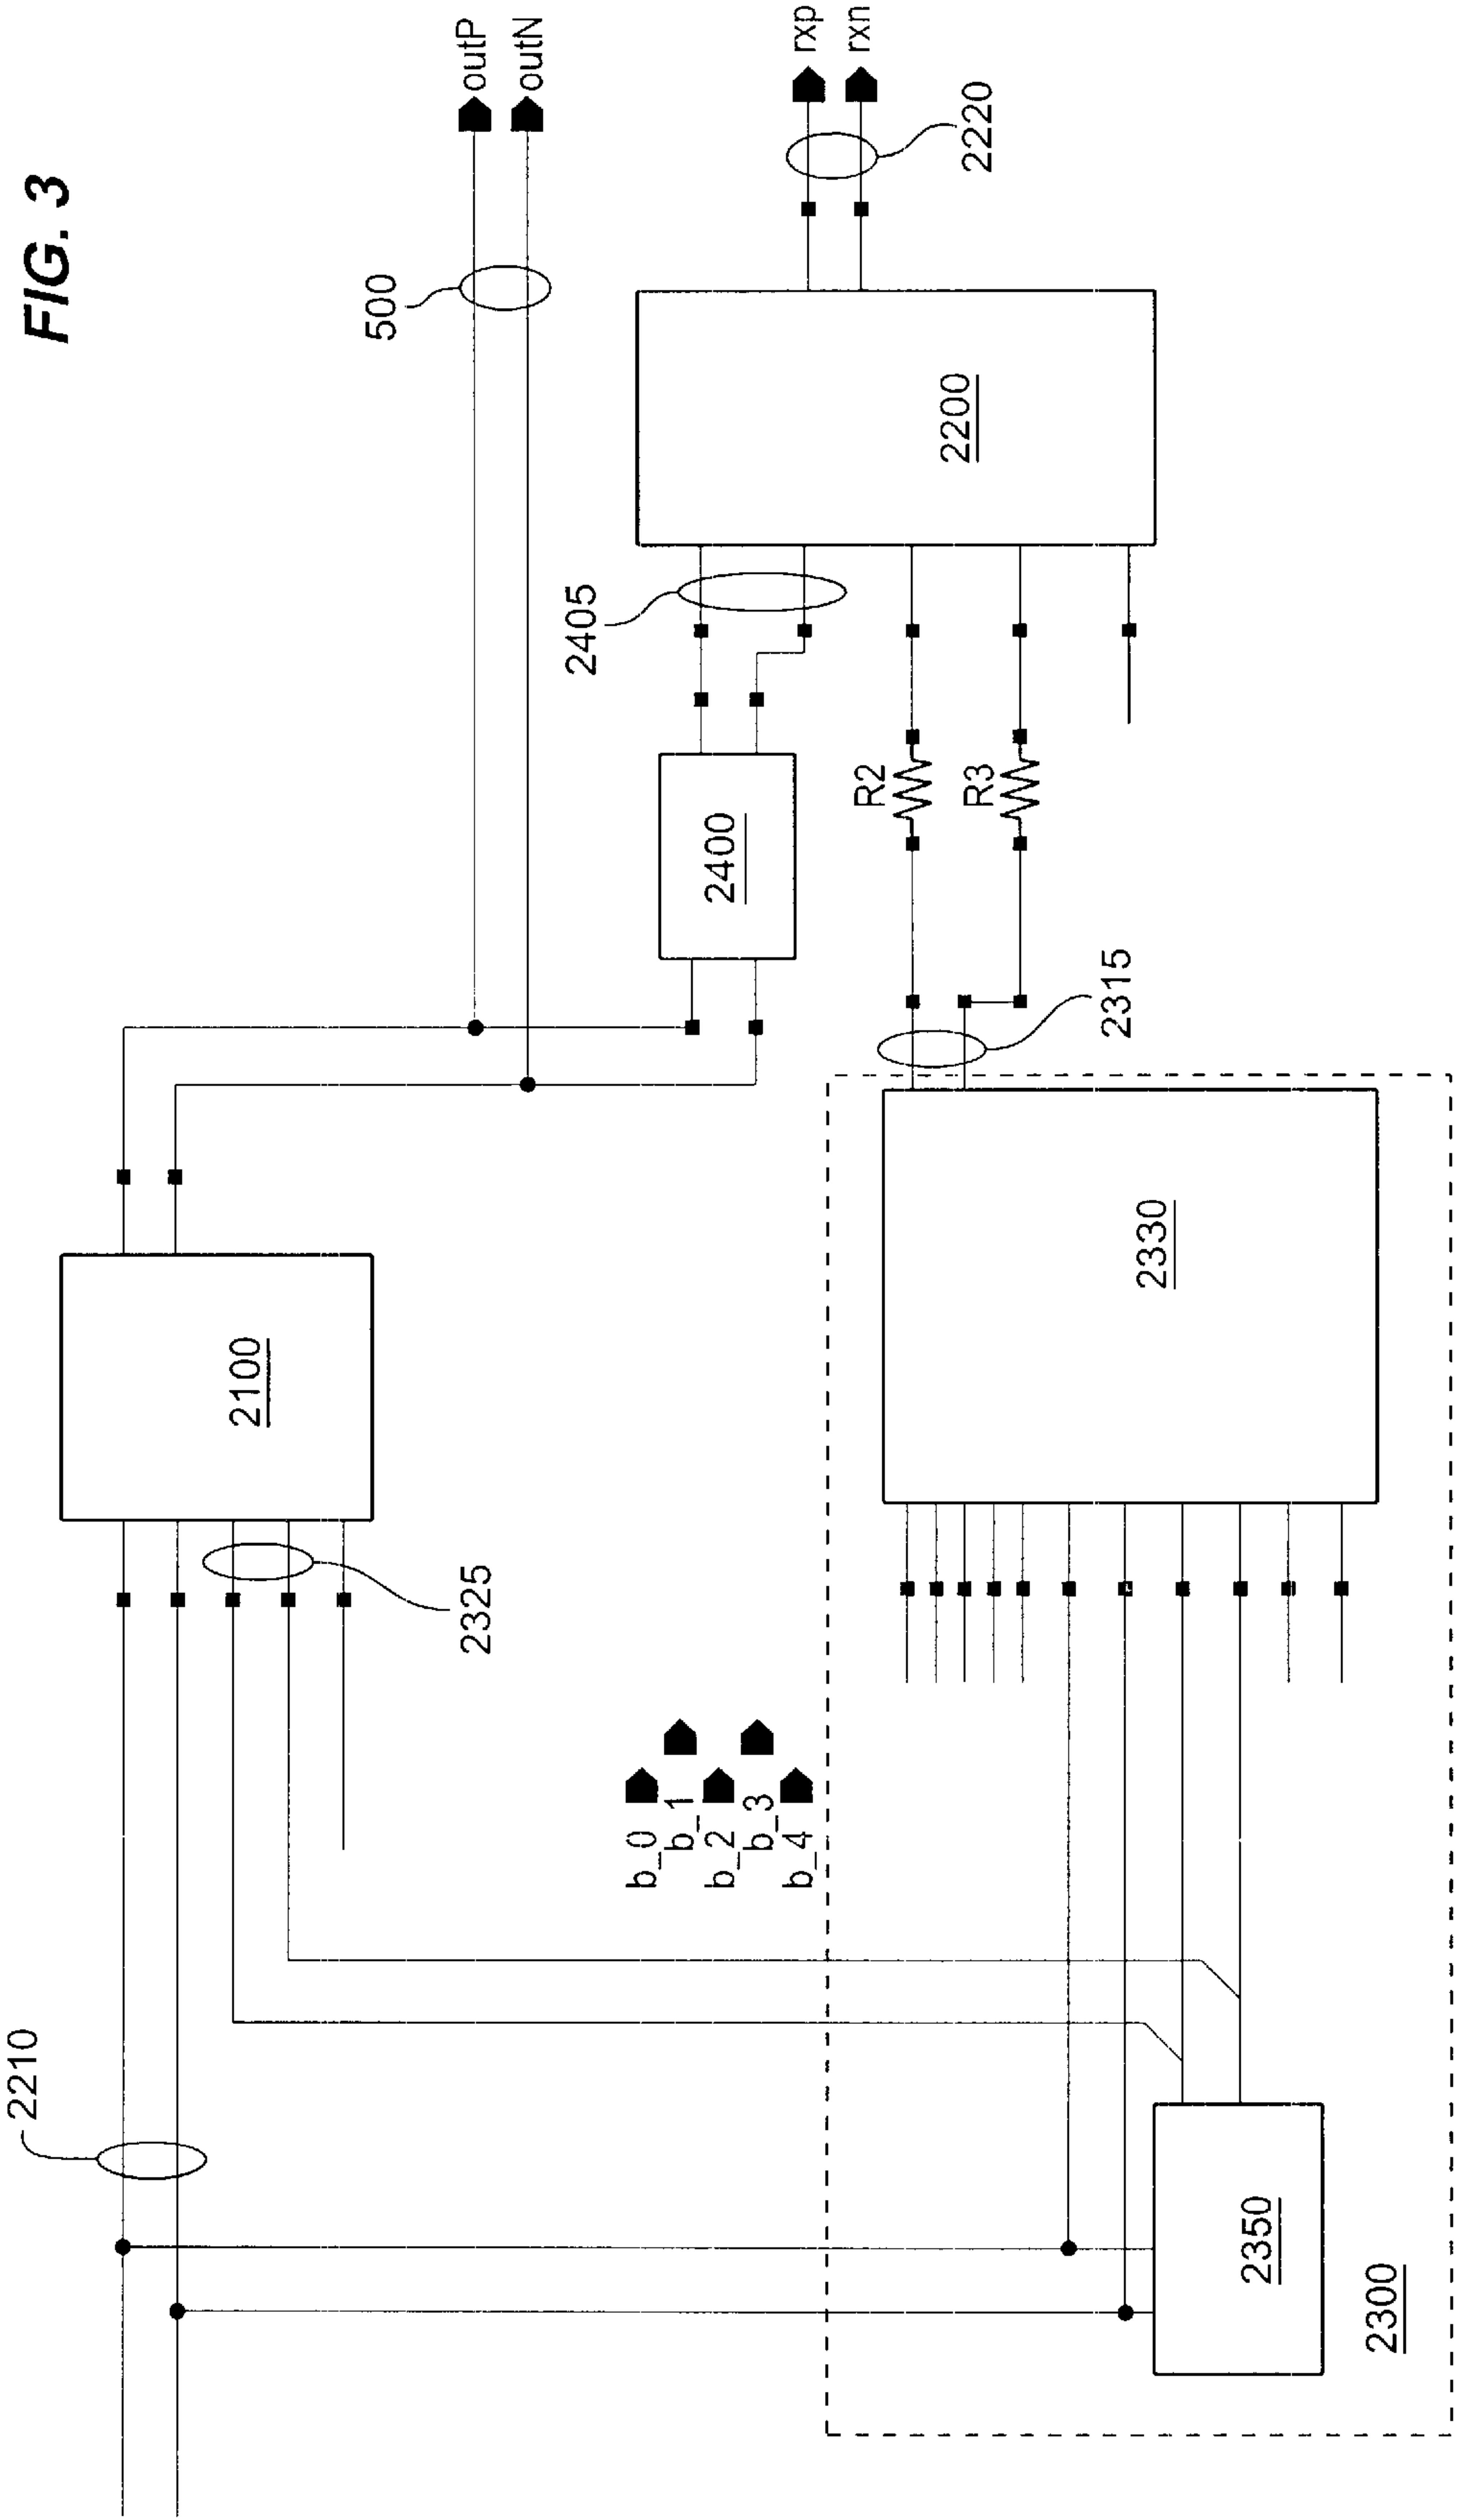 FIG. 3
2210
2325
2100
500
outP
outN
b_0
b_1
b_2
b_3
b_4
2400
2405
2200
rxp
rxn
2220
R2
R3
2315
2330
2350
2300